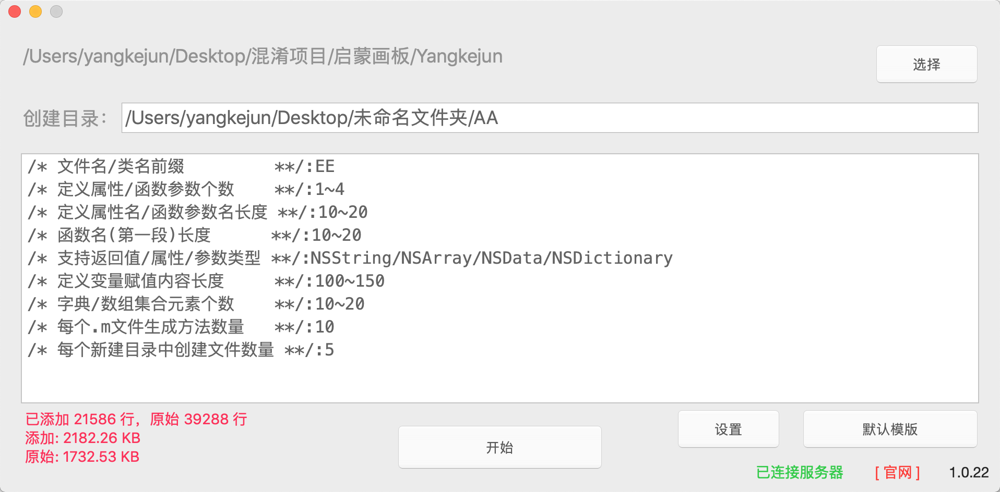 /Users/yangkejun/Desktop/混淆项目/启蒙画板/Yangkejun
选择
创建目录：
/Users/yangkejun/Desktop/未命名文件夹/AA
/* 文件名/类名前缀         **/:EE
/* 定义属性/函数参数个数    **/:1~4
/* 定义属性名/函数参数名长度 **/:10~20
/* 函数名(第一段)长度      **/:10~20
/* 支持返回值/属性/参数类型 **/:NSString/NSArray/NSData/NSDictionary
/* 定义变量赋值内容长度     **/:100~150
/* 字典/数组集合元素个数    **/:10~20
/* 每个.m文件生成方法数量   **/:10
/* 每个新建目录中创建文件数量 **/:5
已添加 21586 行，原始 39288 行
添加: 2182.26 KB
原始: 1732.53 KB
开始
设置
默认模版
已连接服务器
[ 官网 ]
1.0.22